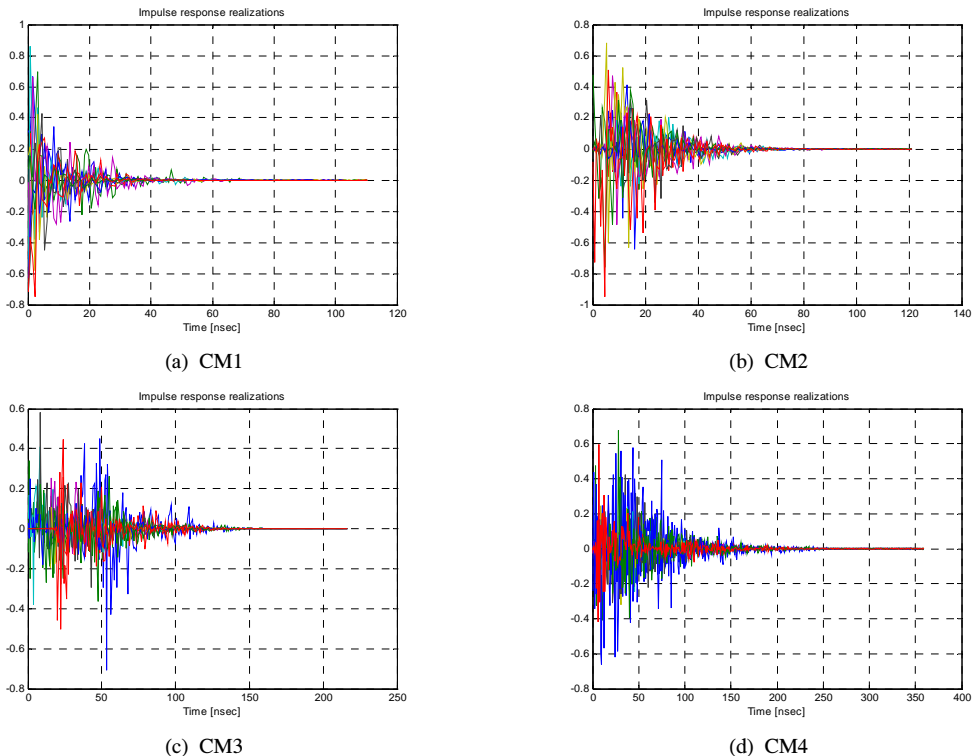 Impulse response realizations
1
0.8
0.6
0.4
0.2
0
-0.2
-0.4
-0.6
-0.8
0 20 40 60 80 100 120
Time [nsec]
(a) CM1
Impulse response realizations
0.8
0.6
0.4
0.2
0
-0.2
-0.4
-0.6
-0.8
-1
0 20 40 60 80 100 120 140
Time [nsec]
(b) CM2
Impulse response realizations
0.6
0.4
0.2
0
-0.2
-0.4
-0.6
-0.8
0 50 100 150 200 250
Time [nsec]
(c) CM3
Impulse response realizations
0.8
0.6
0.4
0.2
0
-0.2
-0.4
-0.6
-0.8
0 50 100 150 200 250 300 350 400
Time [nsec]
(d) CM4